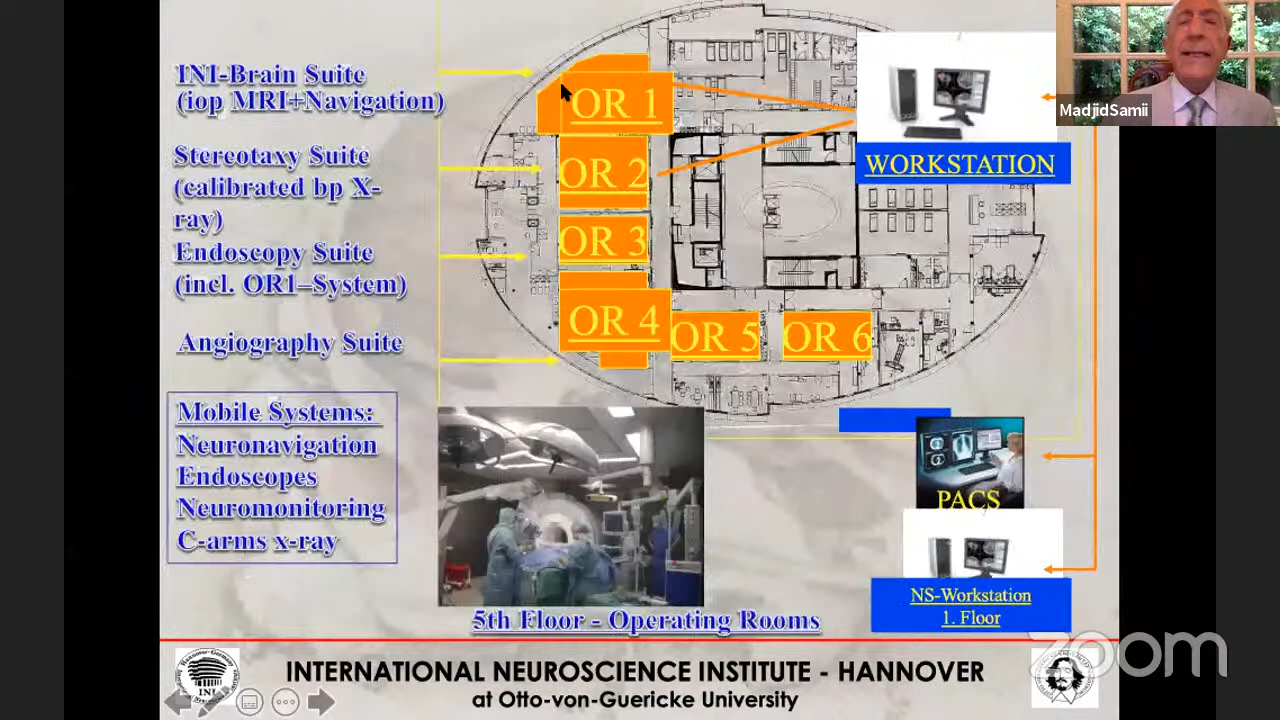 INI-Brain Suite
(iop MRI+Navigation)
Stereotaxy Suite
(calibrated bp X-
ray)
Endoscopy Suite
(incl. OR1–System)
Angiography Suite
Mobile Systems:
Neuronavigation
Endoscopes
Neuromonitoring
C-arms x-ray
OR 1
OR 2
OR 3
OR 4
OR 5
OR 6
WORKSTATION
MadjidSamii
PACS
NS-Workstation
1. Floor
5th Floor - Operating Rooms
INTERNATIONAL NEUROSCIENCE INSTITUTE - HANNOVER
at Otto-von-Guericke University
INI
zoom